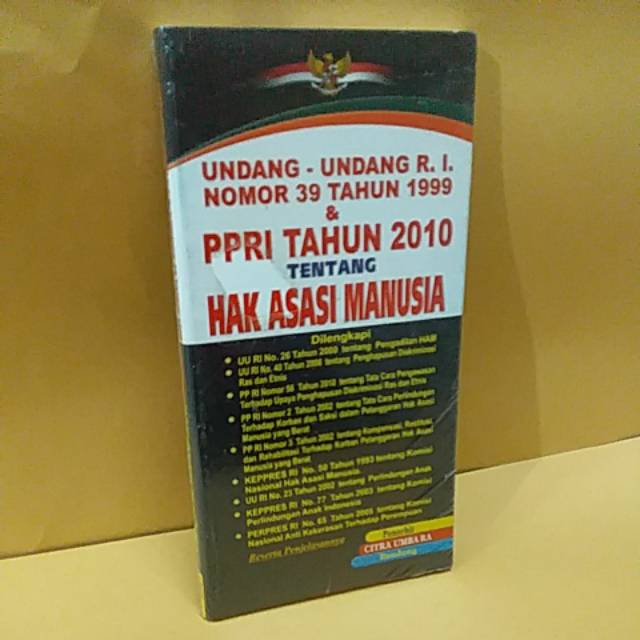 UNDANG - UNDANG R. I.
NOMOR 39 TAHUN 1999
&
PPRI TAHUN 2010
TENTANG
HAK ASASI MANUSIA
Dilengkapi
• UU RI No. 26 Tahun 2000 tentang Pengadilan HAM
• UU RI No. 40 Tahun 2008 tentang Penghapusan Diskriminasi
Ras dan Etnis
• PP RI Nomor 56 Tahun 2010 tentang Tata Cara Pengawasan
Terhadap Upaya Penghapusan Diskriminasi Ras dan Etnis
• PP RI Nomor 2 Tahun 2002 tentang Tata Cara Perlindungan
Terhadap Korban dan Saksi dalam Pelanggaran Hak Asasi
Manusia yang Berat
• PP RI Nomor 3 Tahun 2002 tentang Kompensasi, Restitusi
dan Rehabilitasi Terhadap Korban Pelanggaran Hak Asasi
Manusia yang Berat
• KEPPRES RI No. 50 Tahun 1993 tentang Komisi
Nasional Hak Asasi Manusia
• UU RI No. 23 Tahun 2002 tentang Perlindungan Anak
• KEPPRES RI No. 77 Tahun 2003 tentang Komisi
Perlindungan Anak Indonesia
• PERPRES RI No. 65 Tahun 2005 tentang Komisi
Nasional Anti Kekerasan Terhadap Perempuan
Beserta Penjelasannya
Penerbit
CITRA UMBARA
Bandung